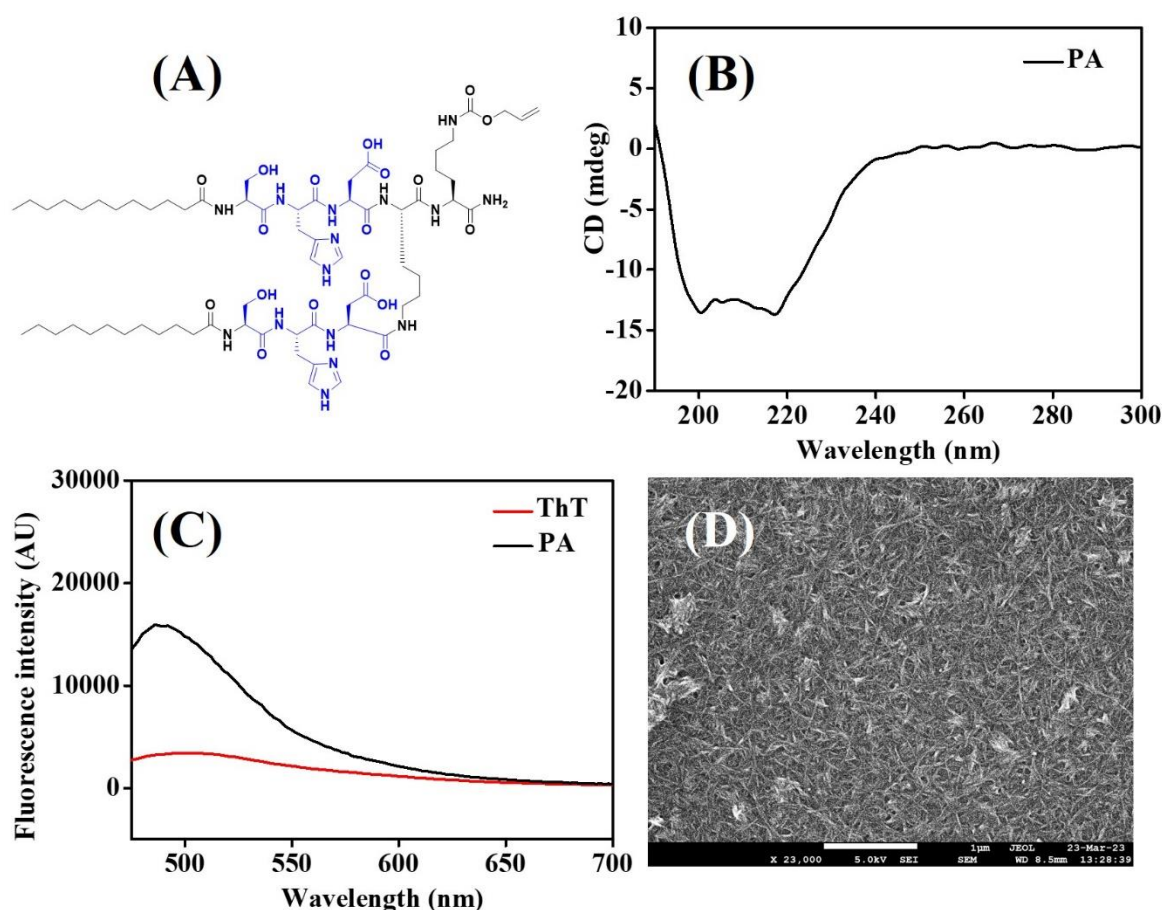 (A)
O
HN
O
O
OH
OH
O
O
O
O
O
N
H
H
N
N
H
H
N
N
H
NH2
O
O
O
N
NH
OH
O
OH
O
O
O
N
H
H
N
N
H
HN
O
O
O
N
N
H
(B)
PA
10
5
0
-5
-10
-15
-20
CD (mdeg)
200 220 240 260 280 300
Wavelength (nm)
(C)
ThT
PA
30000
20000
10000
0
Fluorescence intensity (AU)
500 550 600 650 700
Wavelength (nm)
(D)
1μm JEOL 23-Mar-23
X 23,000 5.0kV SEI SEM WD 8.5mm 13:28:39